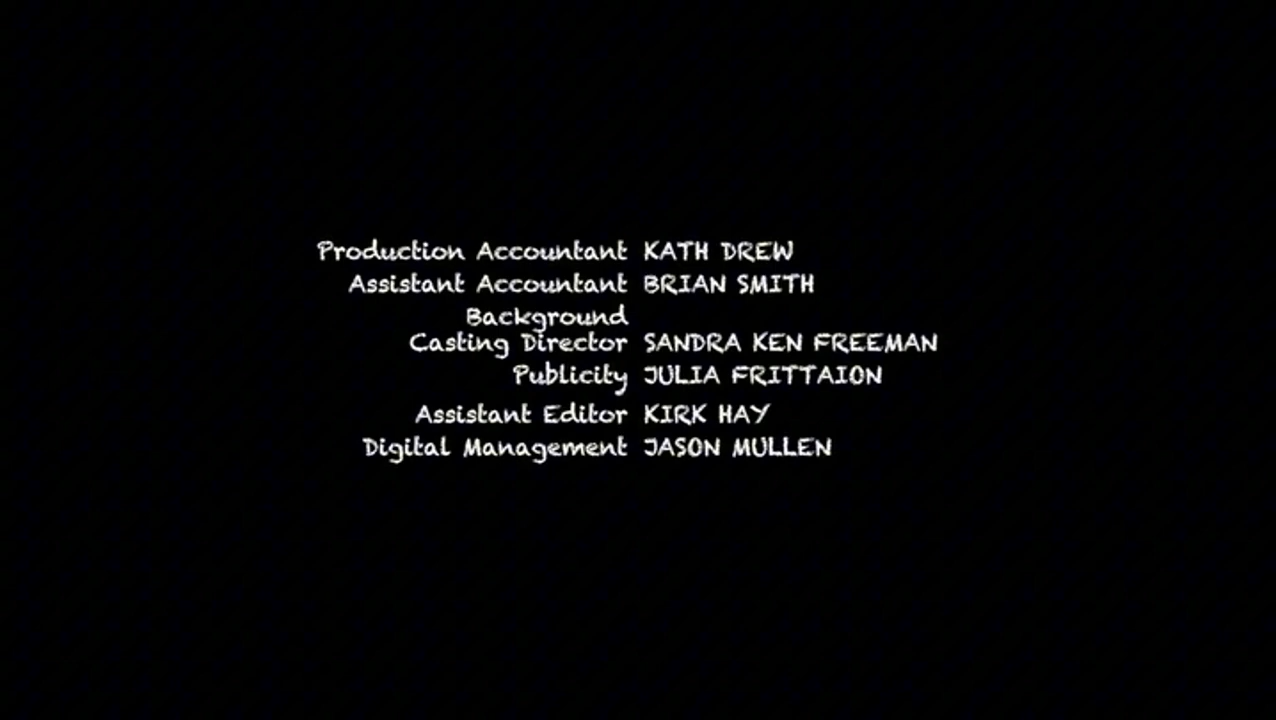 Production Accountant KATH DREW
Assistant Accountant BRIAN SMITH
Background
Casting Director SANDRA KEN FREEMAN
Publicity JULIA FRITTAION
Assistant Editor KIRK HAY
Digital Management JASON MULLEN